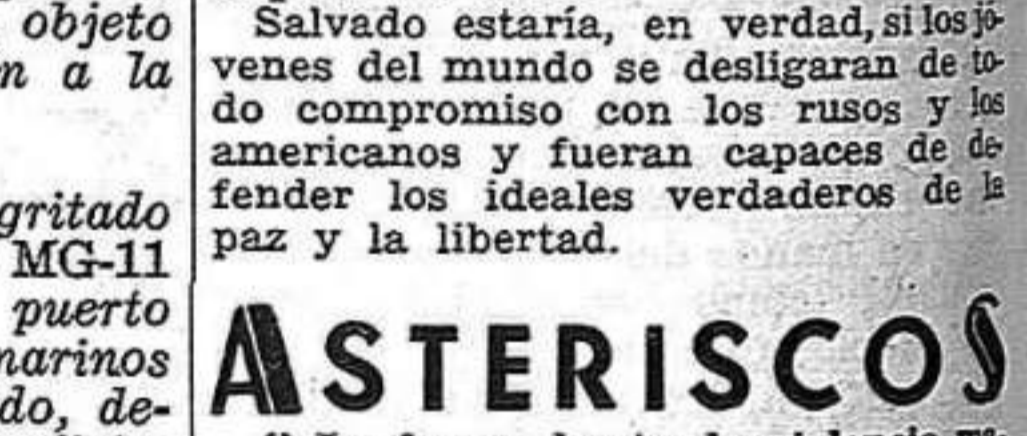 objeto
a la
gritado
MG-11
puerto
marinos
do, de-
Salvado estaría, en verdad, si los jó-
venes del mundo se desligaran de to-
do compromiso con los rusos y los
americanos y fueran capaces de de-
fender los ideales verdaderos de la
paz y la libertad.
ASTERISCOS